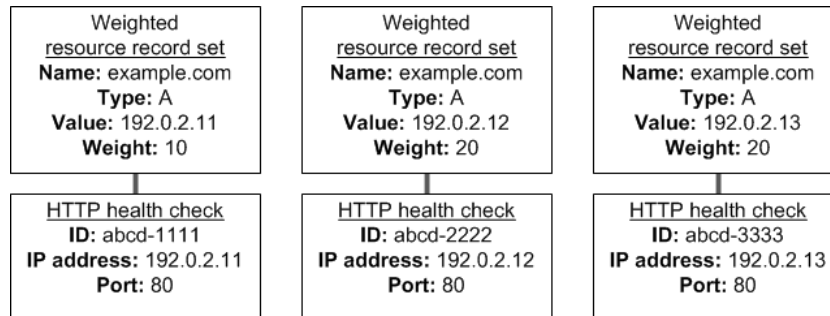 Weighted
resource record set
Name: example.com
Type: A
Value: 192.0.2.11
Weight: 10
HTTP health check
ID: abcd-1111
IP address: 192.0.2.11
Port: 80
Weighted
resource record set
Name: example.com
Type: A
Value: 192.0.2.12
Weight: 20
HTTP health check
ID: abcd-2222
IP address: 192.0.2.12
Port: 80
Weighted
resource record set
Name: example.com
Type: A
Value: 192.0.2.13
Weight: 20
HTTP health check
ID: abcd-3333
IP address: 192.0.2.13
Port: 80